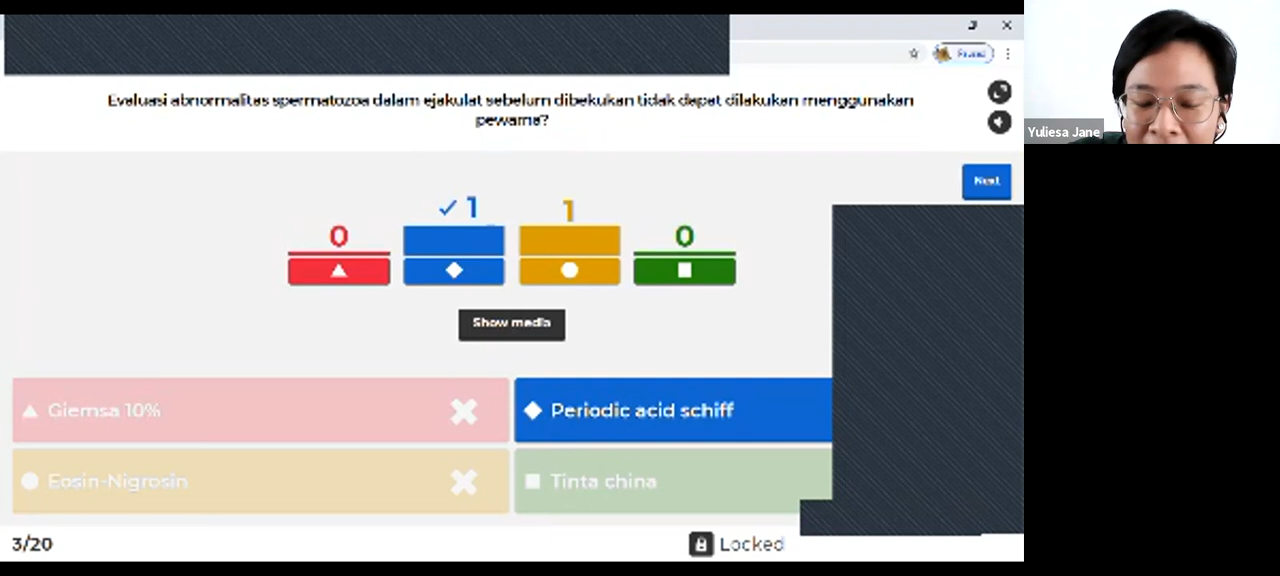 Paused
Evaluasi abnormalitas spermatozoa dalam ejakulat sebelum dibekukan tidak dapat dilakukan menggunakan
pewarna?
Yuliesa Jane
Next
0
1
1
0
Show media
Giemsa 10%
Periodic acid schiff
Eosin-Nigrosin
Tinta china
3/20
Locked